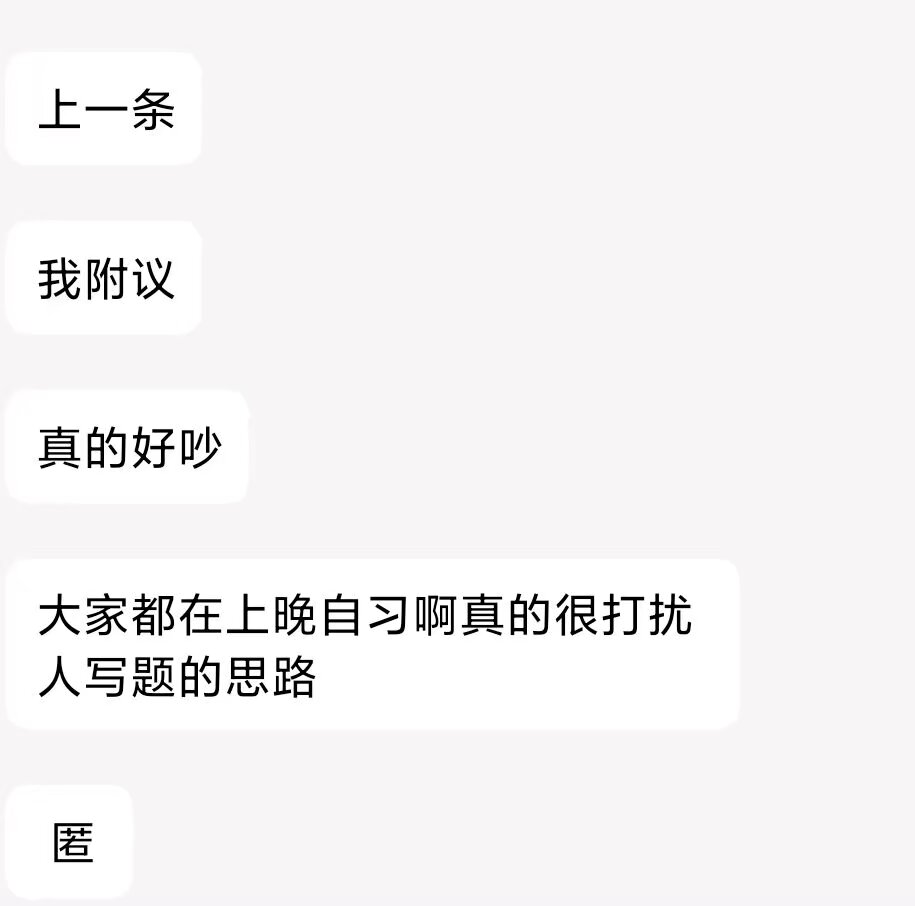 上一条
我附议
真的好吵
大家都在上晚自习啊真的很打扰
人写题的思路
匿